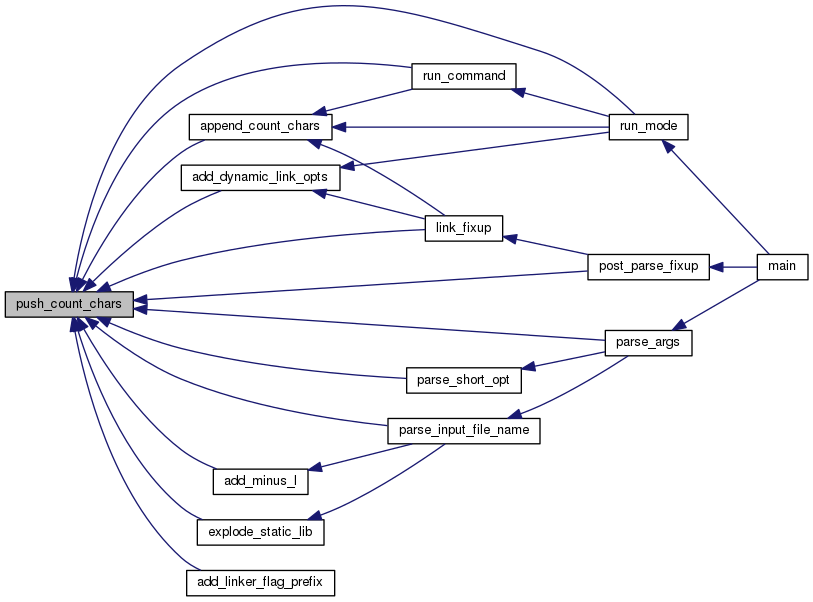 run_command
append_count_chars
run_mode
add_dynamic_link_opts
link_fixup
post_parse_fixup
main
push_count_chars
parse_args
parse_short_opt
parse_input_file_name
add_minus_l
explode_static_lib
add_linker_flag_prefix